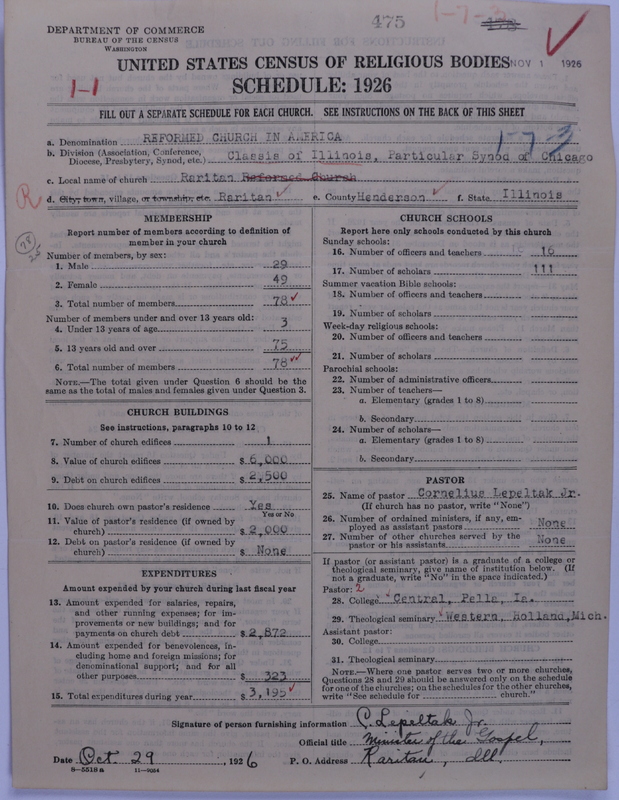 475
1-7-3
DEPARTMENT OF COMMERCE
BUREAU OF THE CENSUS
WASHINGTON
UNITED STATES CENSUS OF RELIGIOUS BODIES
NOV 1 1926
1-1
SCHEDULE: 1926
FILL OUT A SEPARATE SCHEDULE FOR EACH CHURCH. SEE INSTRUCTIONS ON THE BACK OF THIS SHEET
a. Denomination REFORMED CHURCH IN AMERICA
1-7-3
b. Division (Association, Conference, Diocese, Presbytery, Synod, etc.) Classis of Illinois, Particular Synod of Chicago
c. Local name of church Raritan Reformed Church
R
d. City, town, village, or township, etc. Raritan e. County Henderson f. State Illinois
MEMBERSHIP
Report number of members according to definition of
member in your church
78
25
Number of members, by sex:
1. Male 29
2. Female 49
3. Total number of members 78
Number of members under and over 13 years old:
4. Under 13 years of age 3
5. 13 years old and over 75
6. Total number of members 78
NOTE.—The total given under Question 6 should be the
same as the total of males and females given under Question 3.
CHURCH BUILDINGS
See instructions, paragraphs 10 to 12
7. Number of church edifices 1
8. Value of church edifices $ 6,000
9. Debt on church edifices $ 2,500
10. Does church own pastor's residence Yes
Yes or No
11. Value of pastor's residence (if owned by
church) $ 2,000
12. Debt on pastor's residence (if owned by
church) $ None
EXPENDITURES
Amount expended by your church during last fiscal year
13. Amount expended for salaries, repairs,
and other running expenses; for im-
provements or new buildings; and for
payments on church debt $ 2,872
14. Amount expended for benevolences, in-
cluding home and foreign missions; for
denominational support; and for all
other purposes $ 323
15. Total expenditures during year $ 3,195
CHURCH SCHOOLS
Report here only schools conducted by this church
Sunday schools:
16. Number of officers and teachers 16
17. Number of scholars 111
Summer vacation Bible schools:
18. Number of officers and teachers
19. Number of scholars
Week-day religious schools:
20. Number of officers and teachers
21. Number of scholars
Parochial schools:
22. Number of administrative officers
23. Number of teachers—
a. Elementary (grades 1 to 8)
b. Secondary
24. Number of scholars—
a. Elementary (grades 1 to 8)
b. Secondary
PASTOR
25. Name of pastor Cornelius Lepeltak Jr.
(If church has no pastor, write "None")
26. Number of ordained ministers, if any, em-
ployed as assistant pastors None
27. Number of other churches served by the
pastor or his assistants None
If pastor (or assistant pastor) is a graduate of a college or
theological seminary, give name of institution below. (If
not a graduate, write "No" in the space indicated.)
Pastor: 2
28. College Central, Pella, Ia.
29. Theological seminary Western, Holland, Mich.
Assistant pastor:
30. College
31. Theological seminary
NOTE.—Where one pastor serves two or more churches,
Questions 28 and 29 should be answered only on the schedule
for one of the churches; on the schedules for the other churches,
write "See schedule for church."
Signature of person furnishing information C. Lepeltak Jr.
Official title Minister of the Gospel,
Date Oct. 29, 1926 P. O. Address Raritan, Ill.
8-5518 a 11-9064